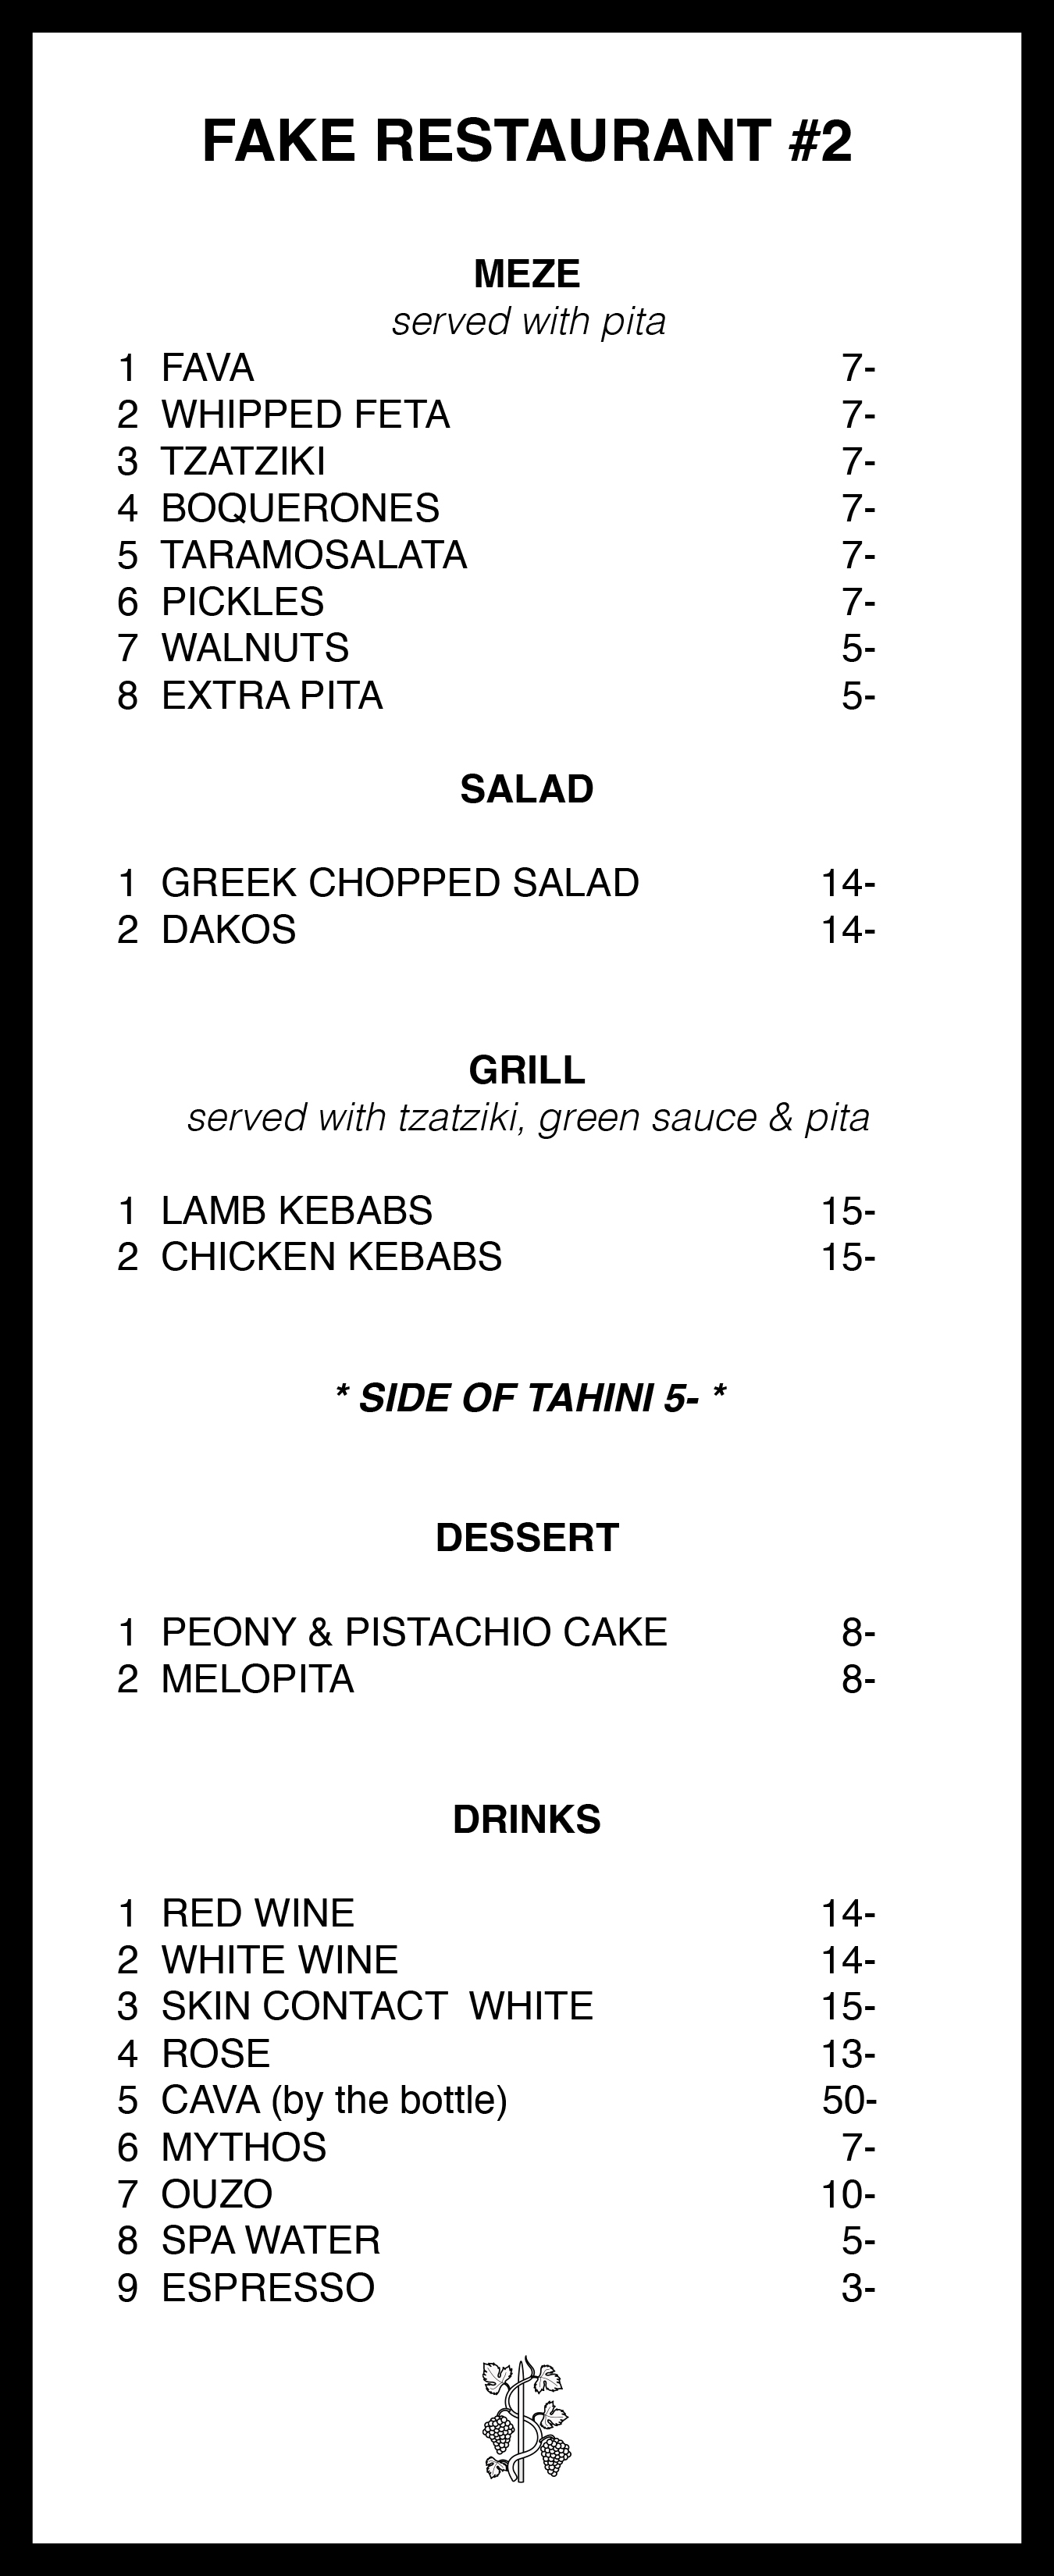 FAKE RESTAURANT #2
MEZE
served with pita
1 FAVA 7-
2 WHIPPED FETA 7-
3 TZATZIKI 7-
4 BOQUERONES 7-
5 TARAMOSALATA 7-
6 PICKLES 7-
7 WALNUTS 5-
8 EXTRA PITA 5-
SALAD
1 GREEK CHOPPED SALAD 14-
2 DAKOS 14-
GRILL
served with tzatziki, green sauce & pita
1 LAMB KEBABS 15-
2 CHICKEN KEBABS 15-
* SIDE OF TAHINI 5- *
DESSERT
1 PEONY & PISTACHIO CAKE 8-
2 MELOPITA 8-
DRINKS
1 RED WINE 14-
2 WHITE WINE 14-
3 SKIN CONTACT  WHITE 15-
4 ROSE 13-
5 CAVA (by the bottle) 50-
6 MYTHOS 7-
7 OUZO 10-
8 SPA WATER 5-
9 ESPRESSO 3-